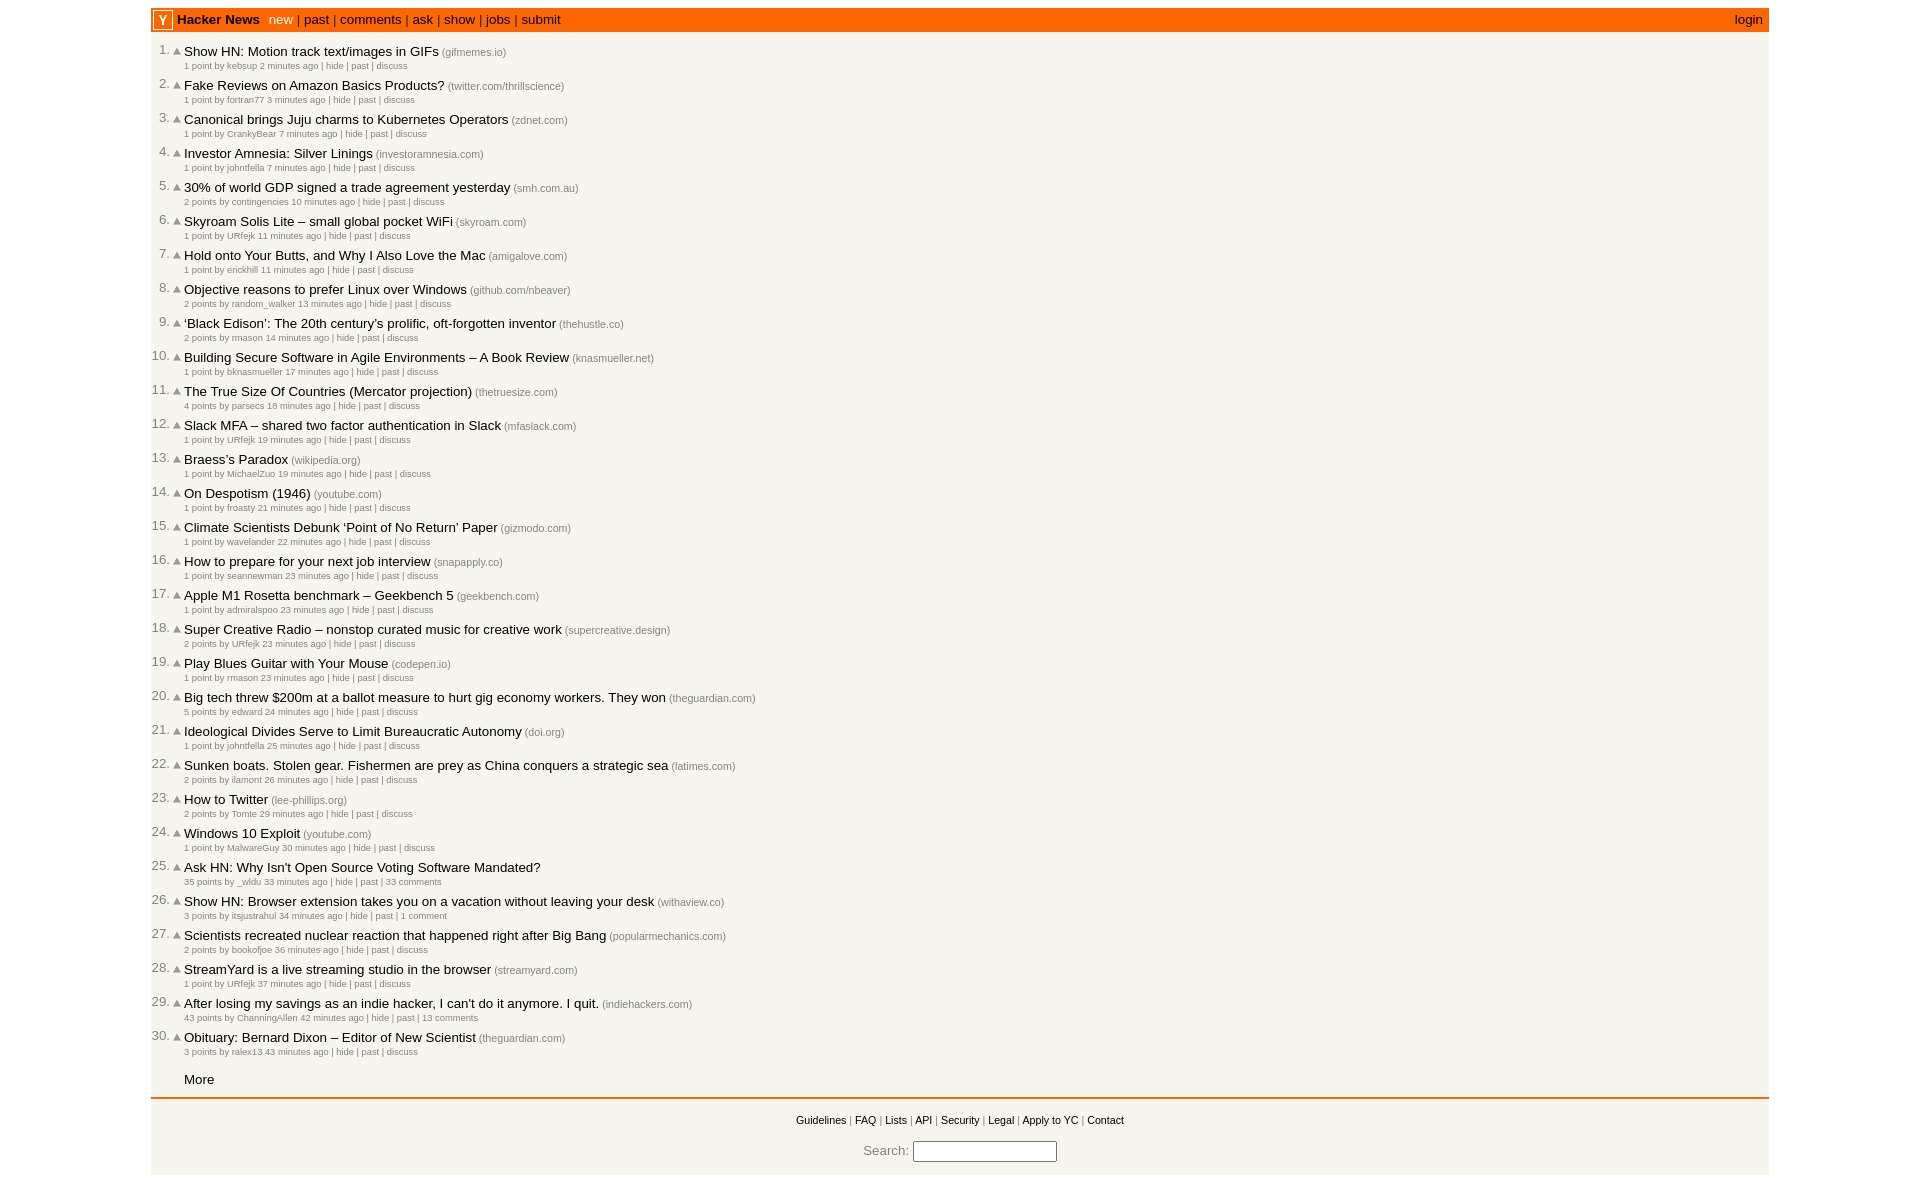 Y Hacker News new | past | comments | ask | show | jobs | submit login
1. Show HN: Motion track text/images in GIFs (gifmemes.io)
1 point by kebsup 2 minutes ago | hide | past | discuss
2. Fake Reviews on Amazon Basics Products? (twitter.com/thrillscience)
1 point by fortran77 3 minutes ago | hide | past | discuss
3. Canonical brings Juju charms to Kubernetes Operators (zdnet.com)
1 point by CrankyBear 7 minutes ago | hide | past | discuss
4. Investor Amnesia: Silver Linings (investoramnesia.com)
1 point by johntfella 7 minutes ago | hide | past | discuss
5. 30% of world GDP signed a trade agreement yesterday (smh.com.au)
2 points by contingencies 10 minutes ago | hide | past | discuss
6. Skyroam Solis Lite – small global pocket WiFi (skyroam.com)
1 point by URfejk 11 minutes ago | hide | past | discuss
7. Hold onto Your Butts, and Why I Also Love the Mac (amigalove.com)
1 point by erickhill 11 minutes ago | hide | past | discuss
8. Objective reasons to prefer Linux over Windows (github.com/nbeaver)
2 points by random_walker 13 minutes ago | hide | past | discuss
9. ‘Black Edison’: The 20th century’s prolific, oft-forgotten inventor (thehustle.co)
2 points by rmason 14 minutes ago | hide | past | discuss
10. Building Secure Software in Agile Environments – A Book Review (knasmueller.net)
1 point by bknasmueller 17 minutes ago | hide | past | discuss
11. The True Size Of Countries (Mercator projection) (thetruesize.com)
4 points by parsecs 18 minutes ago | hide | past | discuss
12. Slack MFA – shared two factor authentication in Slack (mfaslack.com)
1 point by URfejk 19 minutes ago | hide | past | discuss
13. Braess’s Paradox (wikipedia.org)
1 point by MichaelZuo 19 minutes ago | hide | past | discuss
14. On Despotism (1946) (youtube.com)
1 point by froasty 21 minutes ago | hide | past | discuss
15. Climate Scientists Debunk ‘Point of No Return’ Paper (gizmodo.com)
1 point by wavelander 22 minutes ago | hide | past | discuss
16. How to prepare for your next job interview (snapapply.co)
1 point by seannewman 23 minutes ago | hide | past | discuss
17. Apple M1 Rosetta benchmark – Geekbench 5 (geekbench.com)
1 point by admiralspoo 23 minutes ago | hide | past | discuss
18. Super Creative Radio – nonstop curated music for creative work (supercreative.design)
2 points by URfejk 23 minutes ago | hide | past | discuss
19. Play Blues Guitar with Your Mouse (codepen.io)
1 point by rmason 23 minutes ago | hide | past | discuss
20. Big tech threw $200m at a ballot measure to hurt gig economy workers. They won (theguardian.com)
5 points by edward 24 minutes ago | hide | past | discuss
21. Ideological Divides Serve to Limit Bureaucratic Autonomy (doi.org)
1 point by johntfella 25 minutes ago | hide | past | discuss
22. Sunken boats. Stolen gear. Fishermen are prey as China conquers a strategic sea (latimes.com)
2 points by ilamont 26 minutes ago | hide | past | discuss
23. How to Twitter (lee-phillips.org)
2 points by Tomte 29 minutes ago | hide | past | discuss
24. Windows 10 Exploit (youtube.com)
1 point by MalwareGuy 30 minutes ago | hide | past | discuss
25. Ask HN: Why Isn't Open Source Voting Software Mandated?
35 points by _wldu 33 minutes ago | hide | past | 33 comments
26. Show HN: Browser extension takes you on a vacation without leaving your desk (withaview.co)
3 points by itsjustrahul 34 minutes ago | hide | past | 1 comment
27. Scientists recreated nuclear reaction that happened right after Big Bang (popularmechanics.com)
2 points by bookofjoe 36 minutes ago | hide | past | discuss
28. StreamYard is a live streaming studio in the browser (streamyard.com)
1 point by URfejk 37 minutes ago | hide | past | discuss
29. After losing my savings as an indie hacker, I can't do it anymore. I quit. (indiehackers.com)
43 points by ChanningAllen 42 minutes ago | hide | past | 13 comments
30. Obituary: Bernard Dixon – Editor of New Scientist (theguardian.com)
3 points by ralex13 43 minutes ago | hide | past | discuss
More
Guidelines | FAQ | Lists | API | Security | Legal | Apply to YC | Contact
Search: